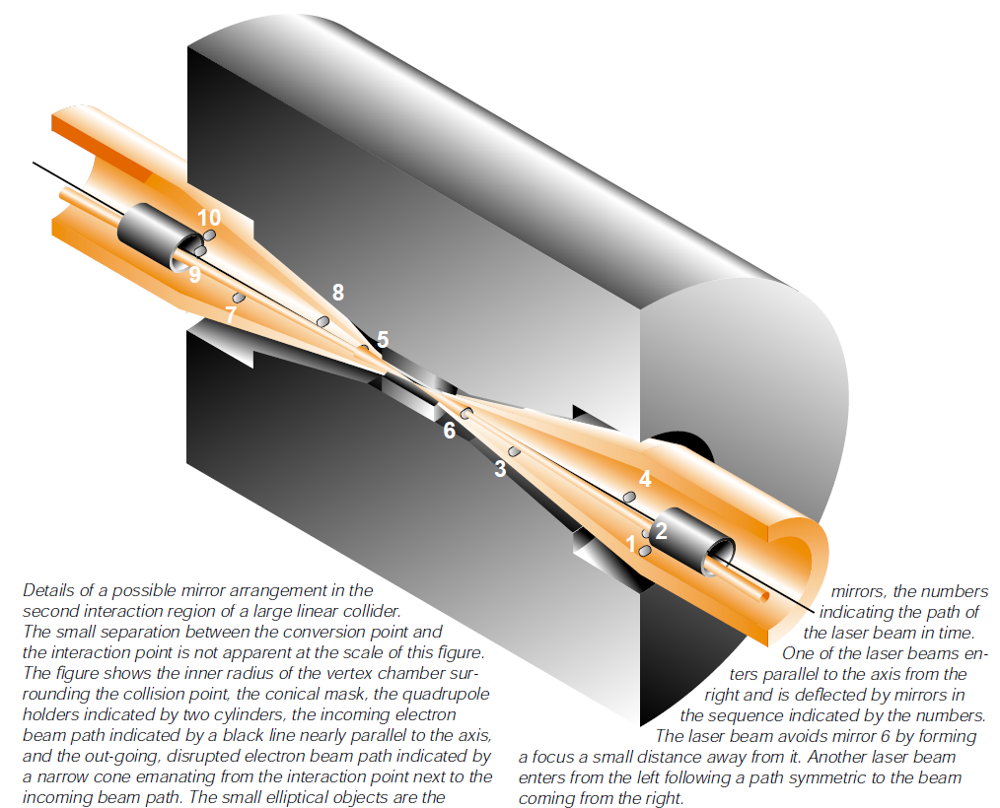 10
9
8
7
5
6
3
4
2
1
Details of a possible mirror arrangement in the
second interaction region of a large linear collider.
The small separation between the conversion point and
the interaction point is not apparent at the scale of this figure.
The figure shows the inner radius of the vertex chamber sur-
rounding the collision point, the conical mask, the quadrupole
holders indicated by two cylinders, the incoming electron
beam path indicated by a black line nearly parallel to the axis,
and the out-going, disrupted electron beam path indicated by
a narrow cone emanating from the interaction point next to the
incoming beam path. The small elliptical objects are the
mirrors, the numbers
indicating the path of
the laser beam in time.
One of the laser beams en-
ters parallel to the axis from the
right and is deflected by mirrors in
the sequence indicated by the numbers.
The laser beam avoids mirror 6 by forming
a focus a small distance away from it. Another laser beam
enters from the left following a path symmetric to the beam
coming from the right.